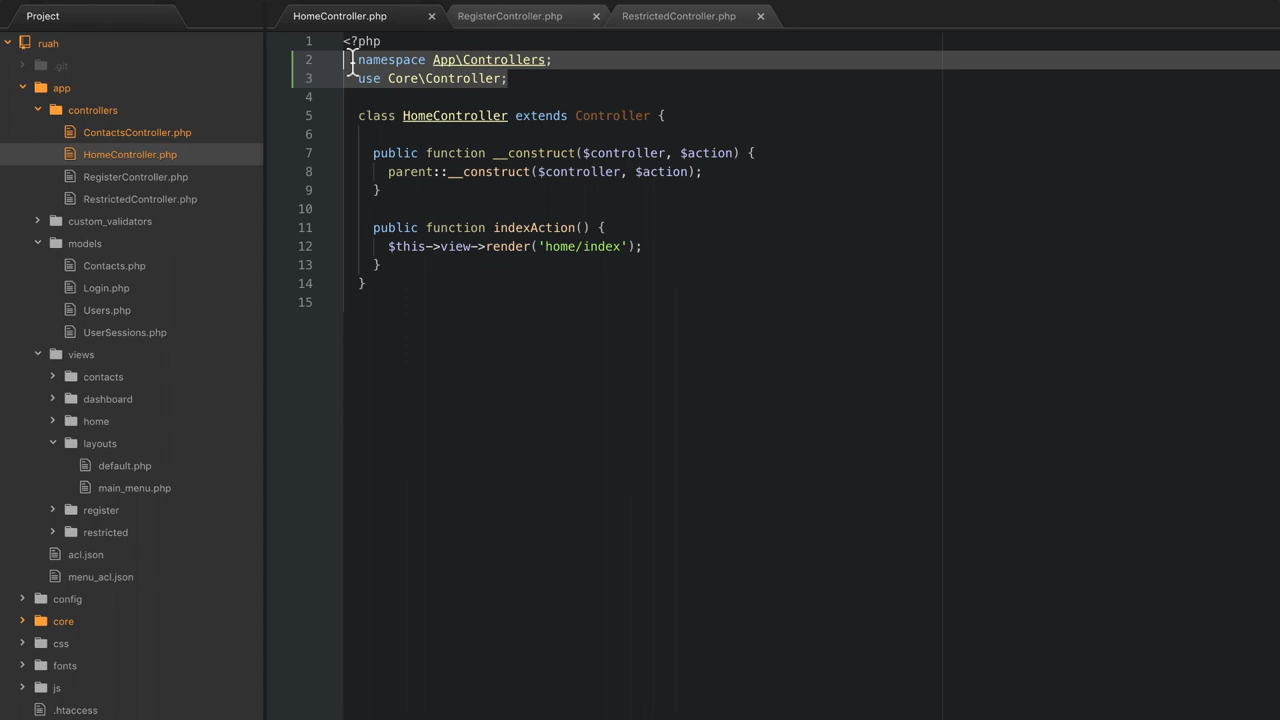 Project
HomeController.php
RegisterController.php
RestrictedController.php
ruah
.git
app
controllers
ContactsController.php
HomeController.php
RegisterController.php
RestrictedController.php
custom_validators
models
Contacts.php
Login.php
Users.php
UserSessions.php
views
contacts
dashboard
home
layouts
default.php
main_menu.php
register
restricted
acl.json
menu_acl.json
config
core
css
fonts
js
.htaccess
1 <?php
2 namespace App\Controllers;
3 use Core\Controller;
4
5 class HomeController extends Controller {
6
7 public function __construct($controller, $action) {
8 parent::__construct($controller, $action);
9 }
10
11 public function indexAction() {
12 $this->view->render('home/index');
13 }
14 }
15